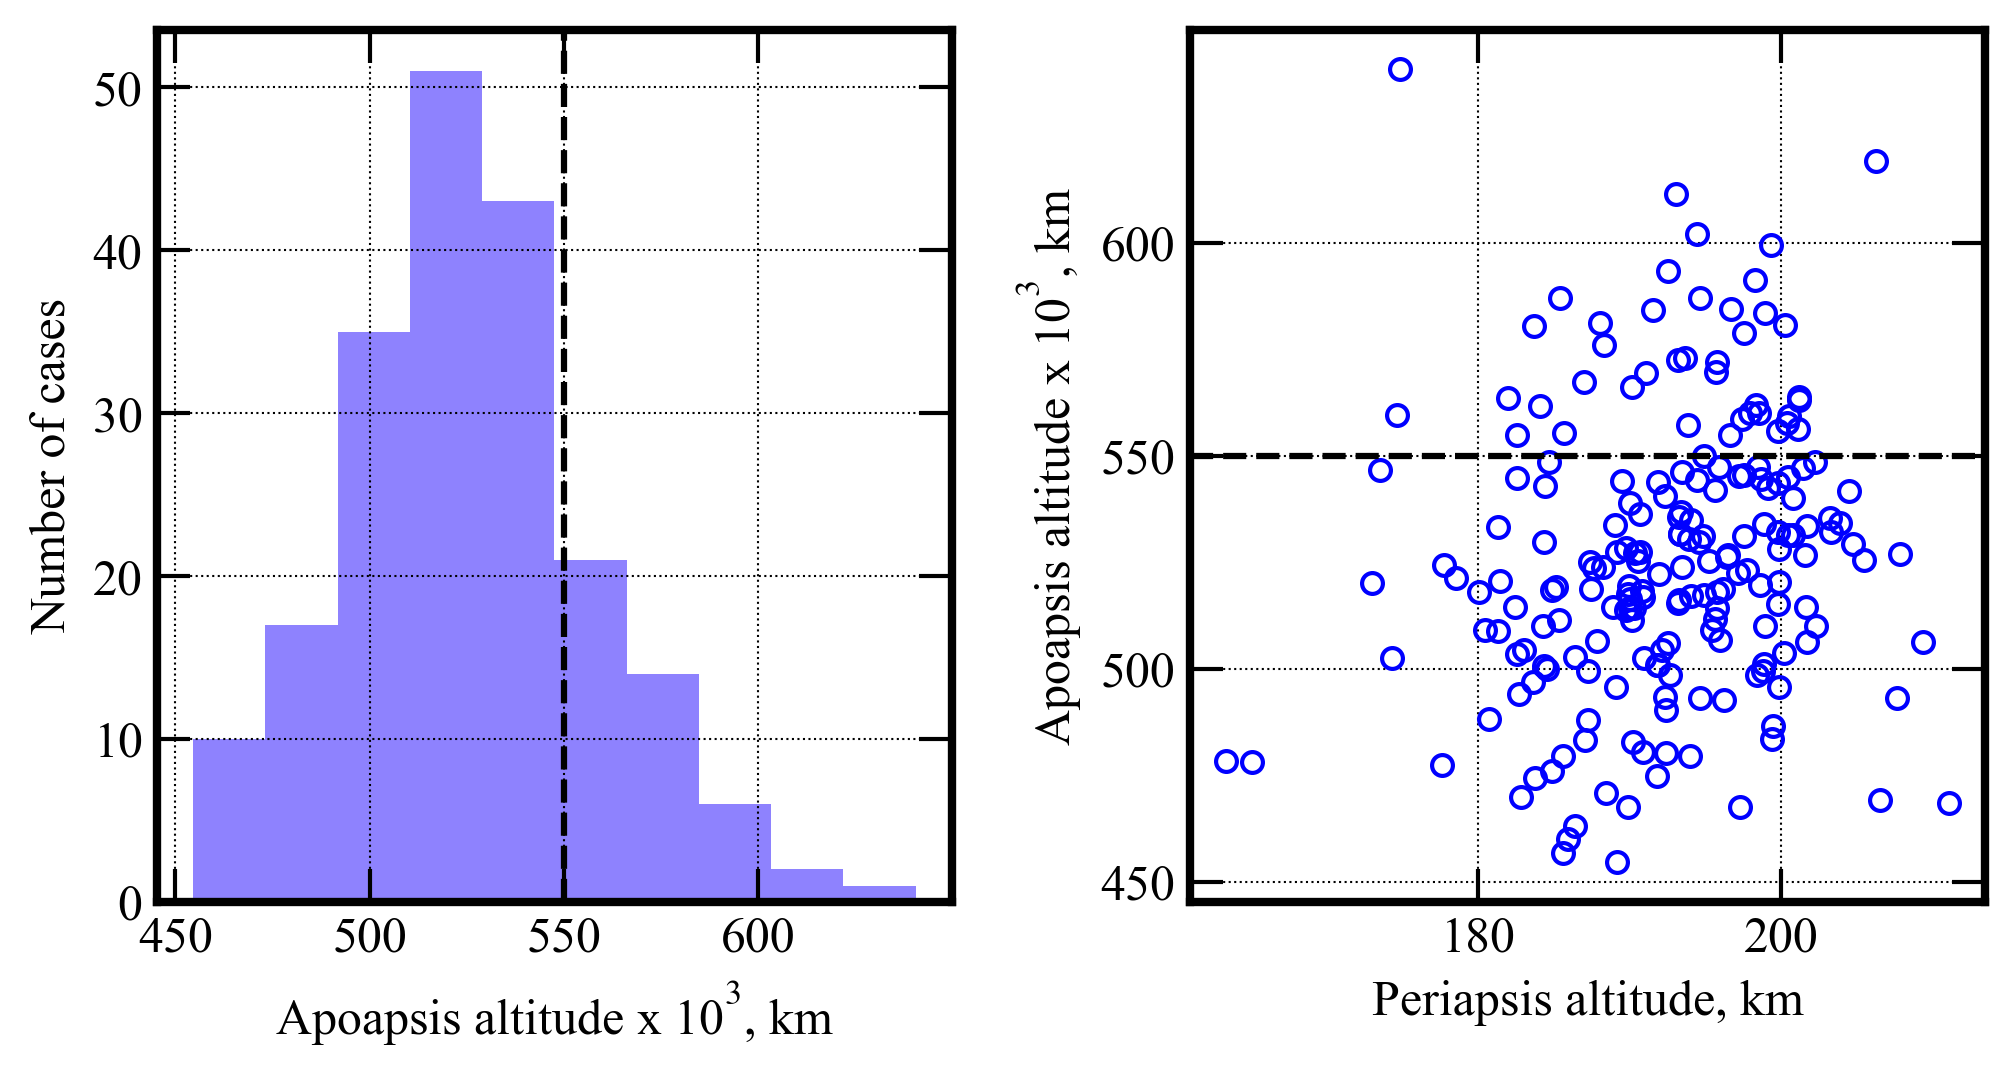 Number of cases
50
40
30
20
10
0
450 500 550 600
Apoapsis altitude x 10³, km
Apoapsis altitude x 10³, km
600
550
500
450
180 200
Periapsis altitude, km